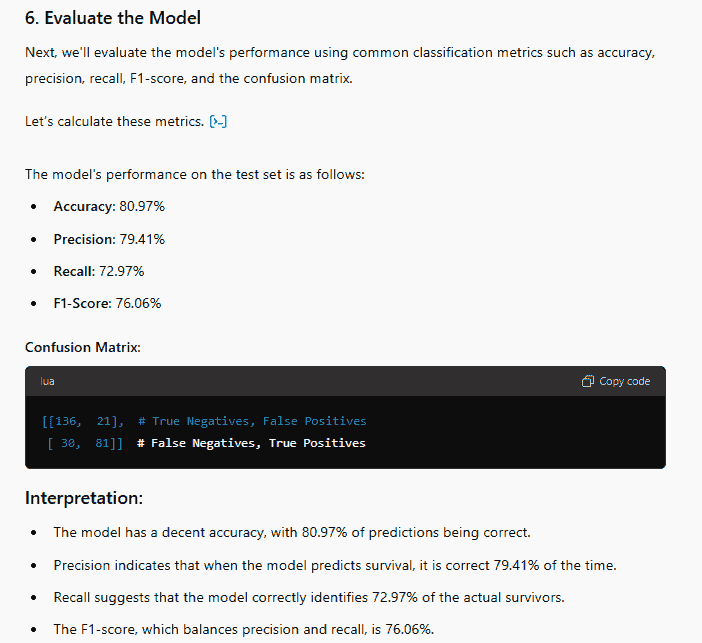 6. Evaluate the Model
Next, we'll evaluate the model's performance using common classification metrics such as accuracy,
precision, recall, F1-score, and the confusion matrix.
Let's calculate these metrics. [>-]
The model's performance on the test set is as follows:
• Accuracy: 80.97%
• Precision: 79.41%
• Recall: 72.97%
• F1-Score: 76.06%
Confusion Matrix:
lua Copy code
[[136,  21],  # True Negatives, False Positives
 [ 30,  81]]  # False Negatives, True Positives
Interpretation:
• The model has a decent accuracy, with 80.97% of predictions being correct.
• Precision indicates that when the model predicts survival, it is correct 79.41% of the time.
• Recall suggests that the model correctly identifies 72.97% of the actual survivors.
• The F1-score, which balances precision and recall, is 76.06%.